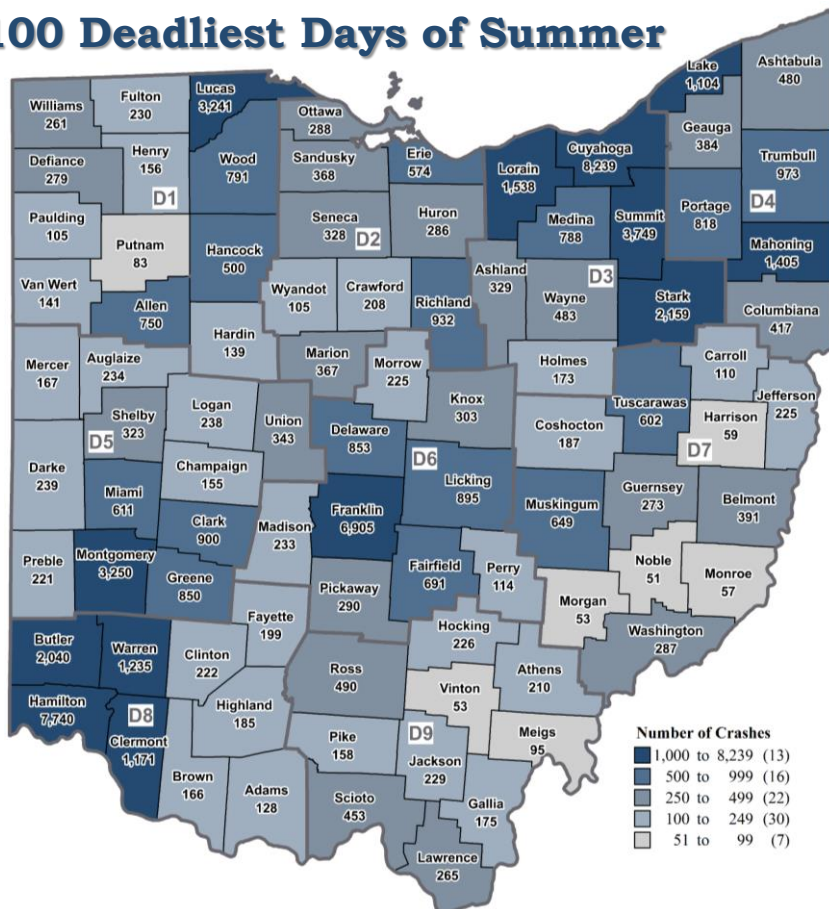 100 Deadliest Days of Summer
Lake
1,104
Ashtabula
480
Lucas
3,241
Fulton
230
Williams
261
Ottawa
288
Geauga
384
Cuyahoga
8,239
Henry
156
Wood
791
Sandusky
368
Erie
574
Lorain
1,538
Trumbull
973
Defiance
279
D1
D4
Paulding
105
Seneca
328
D2
Huron
286
Medina
788
Summit
3,749
Portage
818
Putnam
83
Hancock
500
Mahoning
1,405
Van Wert
141
Wyandot
105
Crawford
208
Ashland
329
D3
Wayne
483
Stark
2,159
Allen
750
Richland
932
Columbiana
417
Hardin
139
Mercer
167
Auglaize
234
Marion
367
Morrow
225
Holmes
173
Carroll
110
Knox
303
Tuscarawas
602
Jefferson
225
Logan
238
Union
343
Harrison
59
Shelby
323
D5
Delaware
853
Coshocton
187
D7
Darke
239
Champaign
155
D6
Licking
895
Guernsey
273
Belmont
391
Miami
611
Franklin
6,905
Muskingum
649
Clark
900
Madison
233
Noble
51
Monroe
57
Preble
221
Montgomery
3,250
Greene
850
Fairfield
691
Perry
114
Pickaway
290
Morgan
53
Fayette
199
Hocking
226
Washington
287
Butler
2,040
Warren
1,235
Clinton
222
Ross
490
Athens
210
Vinton
53
Hamilton
7,740
D8
Clermont
1,171
Highland
185
Pike
158
D9
Jackson
229
Meigs
95
Brown
166
Adams
128
Scioto
453
Gallia
175
Lawrence
265
Number of Crashes
1,000 to 8,239 (13)
500 to 999 (16)
250 to 499 (22)
100 to 249 (30)
51 to 99 (7)